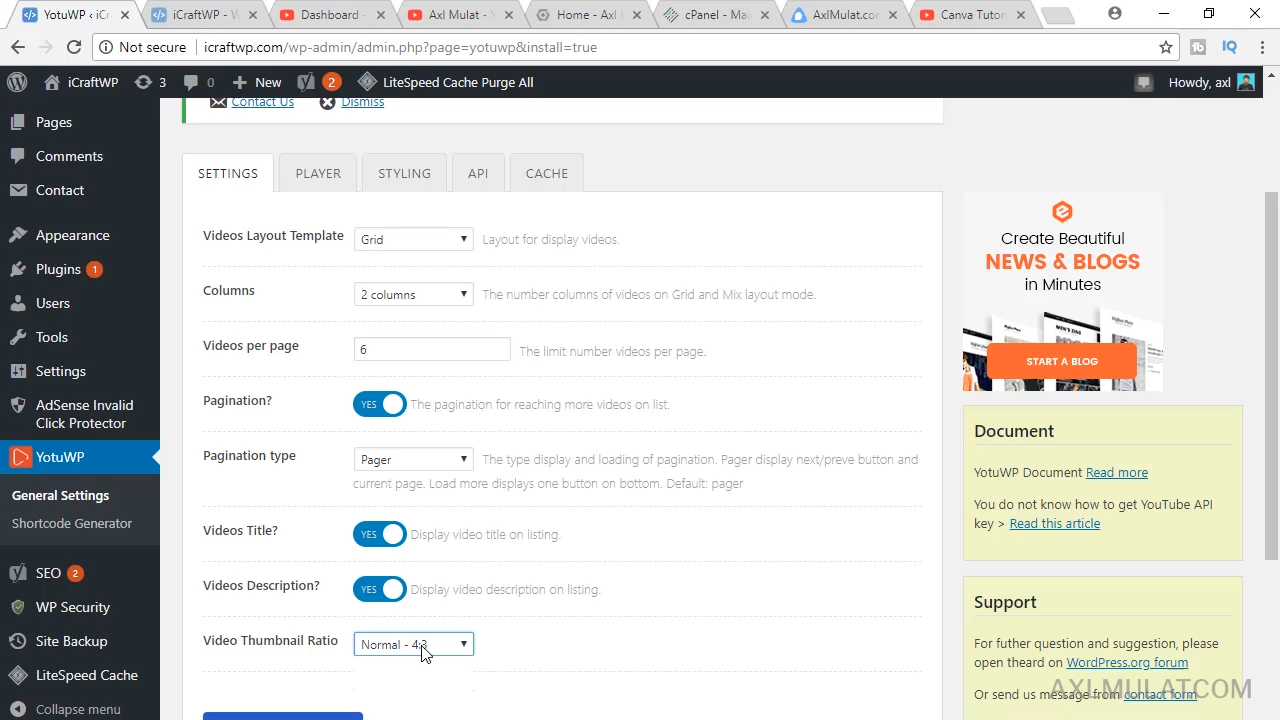 YotuWP ‹ iCr
iCraftWP – W
Dashboard -
Axl Mulat - Y
Home – Axl I
cPanel - Mai
AxlMulat.co
Canva Tutor
Not secure
icraftwp.com/wp-admin/admin.php?page=yotuwp&install=true
iCraftWP
3
0
New
2
LiteSpeed Cache Purge All
Howdy, axl
Pages
Comments
Contact
Appearance
Plugins 1
Users
Tools
Settings
AdSense Invalid
Click Protector
YotuWP
General Settings
Shortcode Generator
SEO 2
WP Security
Site Backup
LiteSpeed Cache
Collapse menu
Contact Us
Dismiss
SETTINGS
PLAYER
STYLING
API
CACHE
Videos Layout Template
Grid
Layout for display videos.
Columns
2 columns
The number columns of videos on Grid and Mix layout mode.
Videos per page
6
The limit number videos per page.
Pagination?
YES
The pagination for reaching more videos on list.
Pagination type
Pager
The type display and loading of pagination. Pager display next/preve button and
current page. Load more displays one button on bottom. Default: pager
Videos Title?
YES
Display video title on listing.
Videos Description?
YES
Display video description on listing.
Video Thumbnail Ratio
Normal - 4:3
Create Beautiful
NEWS & BLOGS
in Minutes
START A BLOG
Document
YotuWP Document Read more
You do not know how to get YouTube API
key > Read this article
Support
For futher question and suggestion, please
open theard on WordPress.org forum
Or send us message from contact form
AXLMULAT.COM